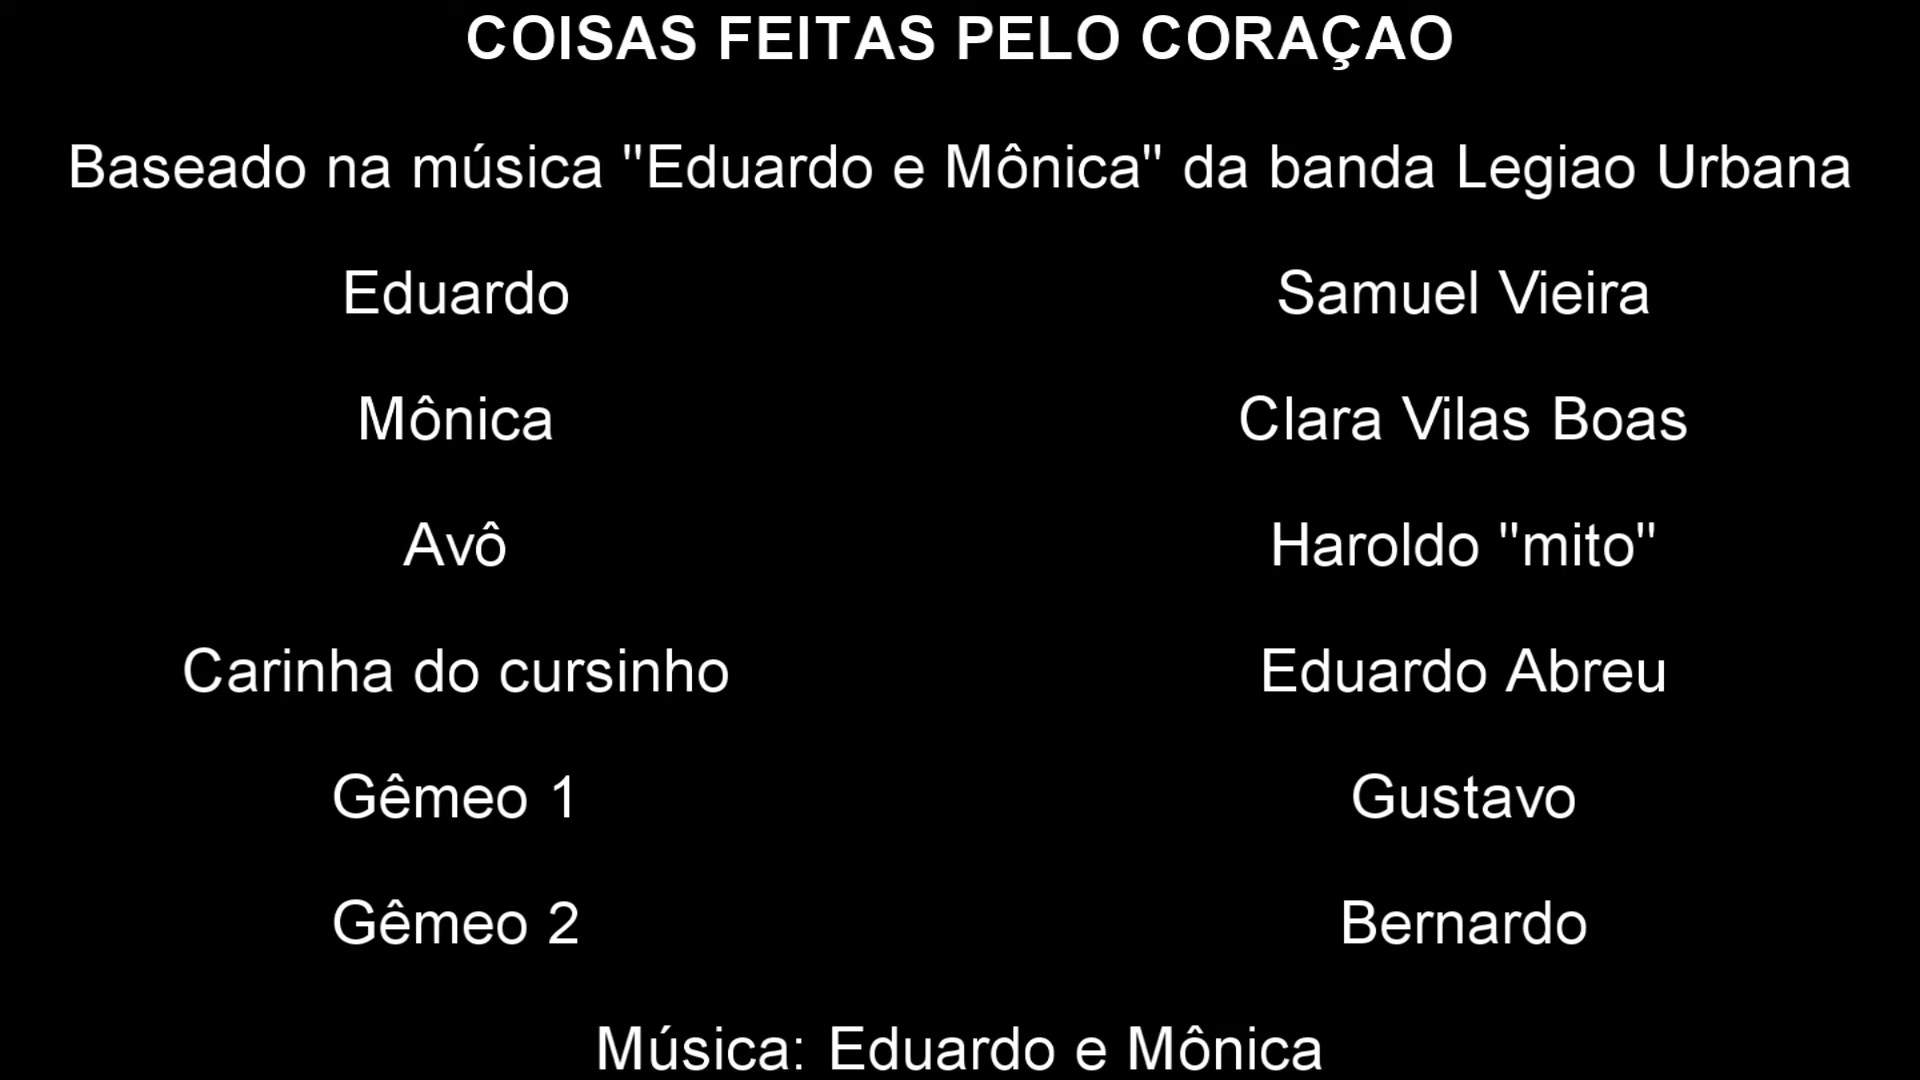 COISAS FEITAS PELO CORAÇAO
Baseado na música "Eduardo e Mônica" da banda Legiao Urbana
Eduardo Samuel Vieira
Mônica Clara Vilas Boas
Avô Haroldo "mito"
Carinha do cursinho Eduardo Abreu
Gêmeo 1 Gustavo
Gêmeo 2 Bernardo
Música: Eduardo e Mônica